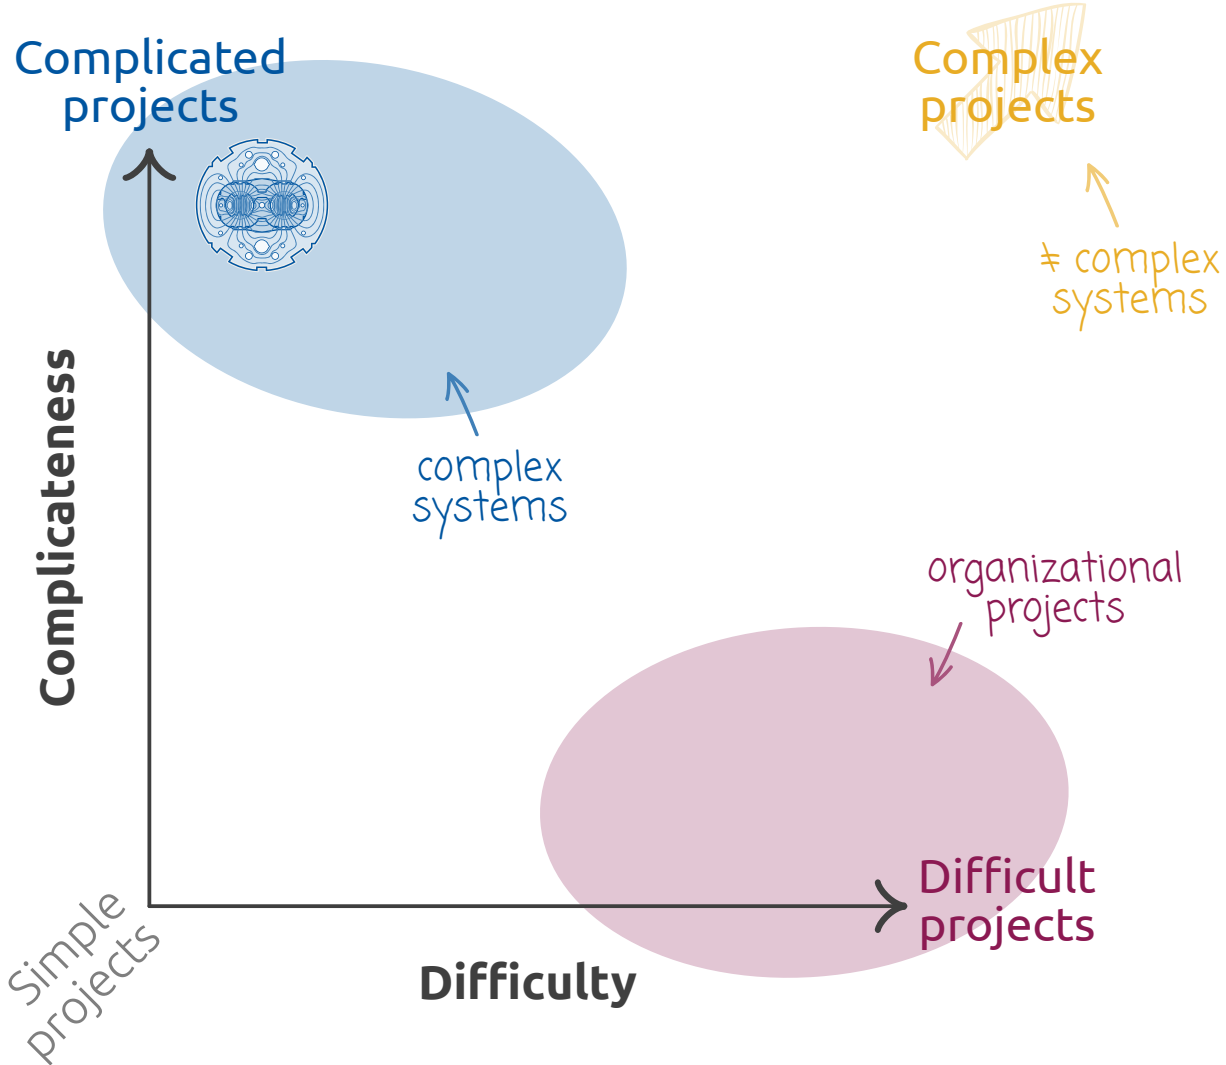 Complicated
projects
Complex
projects
≠ complex
systems
Complicateness
complex
systems
organizational
projects
Difficult
projects
Simple
projects
Difficulty